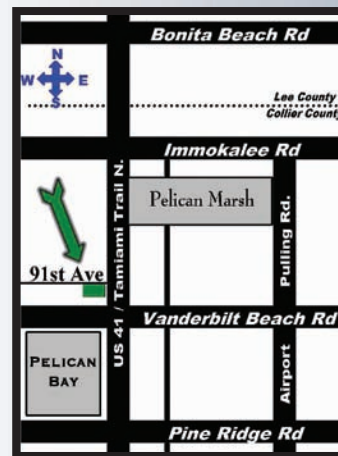 Bonita Beach Rd
N
W E
S
Lee County
Collier County
Immokalee Rd
Pelican Marsh
91st Ave
US 41 / Tamiami Trail N.
Airport Pulling Rd.
Vanderbilt Beach Rd
PELICAN
BAY
Pine Ridge Rd